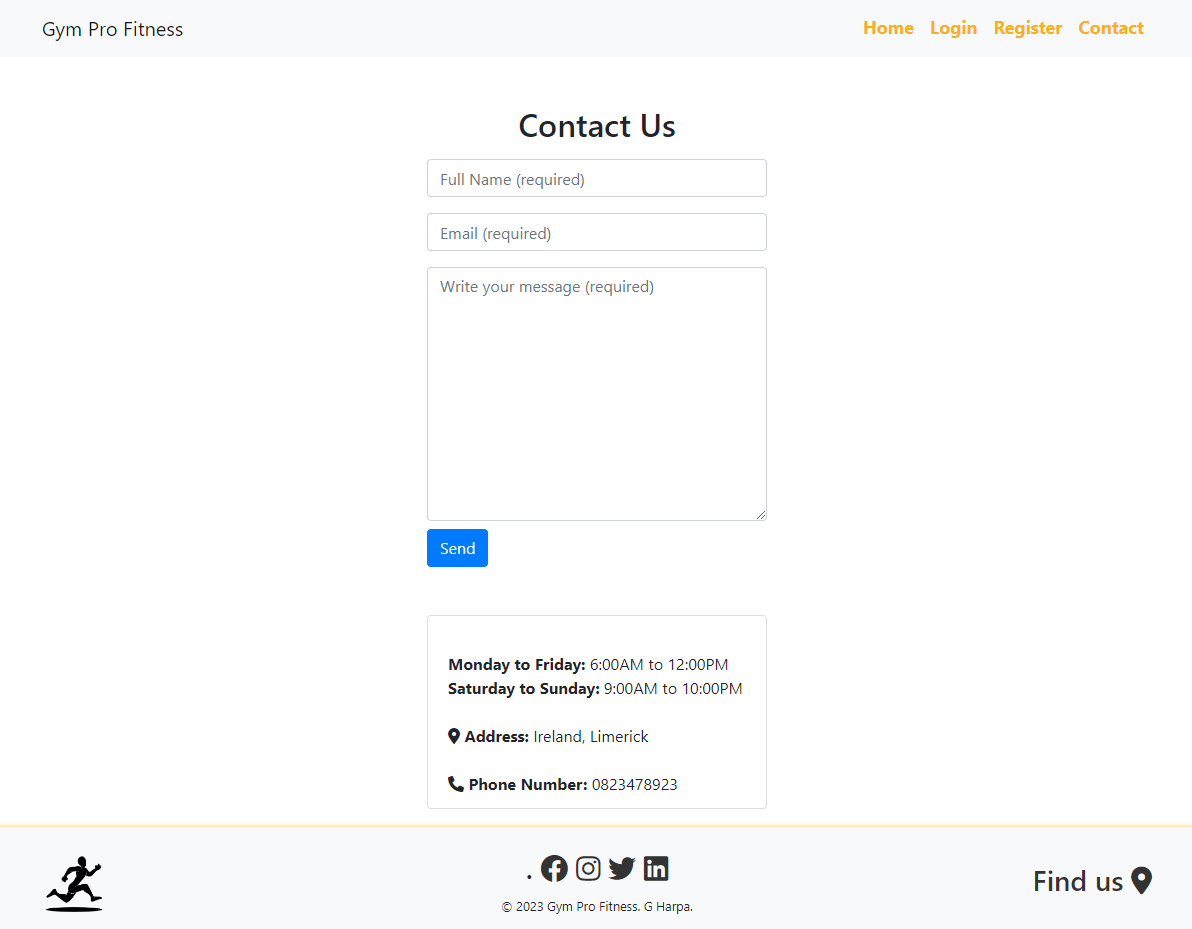 Gym Pro Fitness
Home Login Register Contact
Contact Us
Full Name (required)
Email (required)
Write your message (required)
Send
Monday to Friday: 6:00AM to 12:00PM
Saturday to Sunday: 9:00AM to 10:00PM
Address: Ireland, Limerick
Phone Number: 0823478923
.
Find us
© 2023 Gym Pro Fitness. G Harpa.